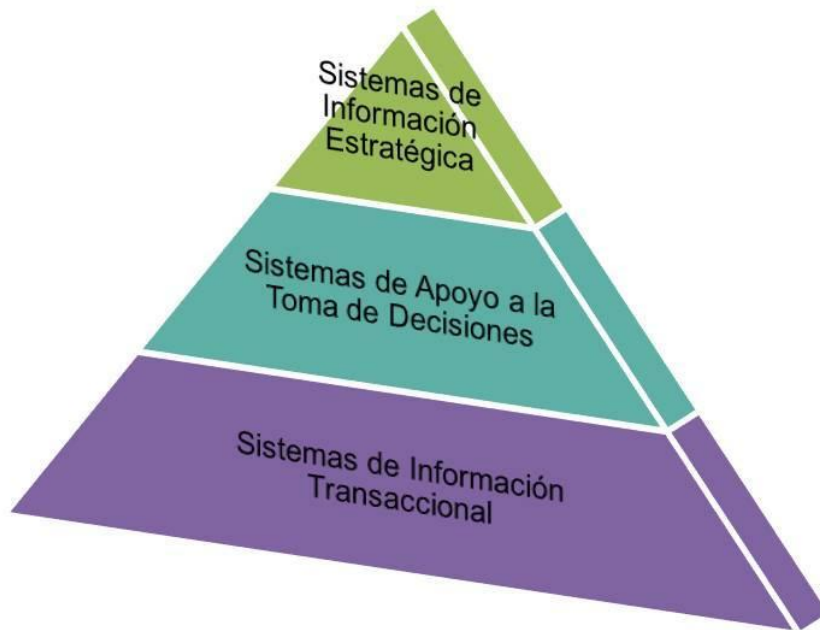 Sistemas de
Información
Estratégica
Sistemas de Apoyo a la
Toma de Decisiones
Sistemas de Información
Transaccional